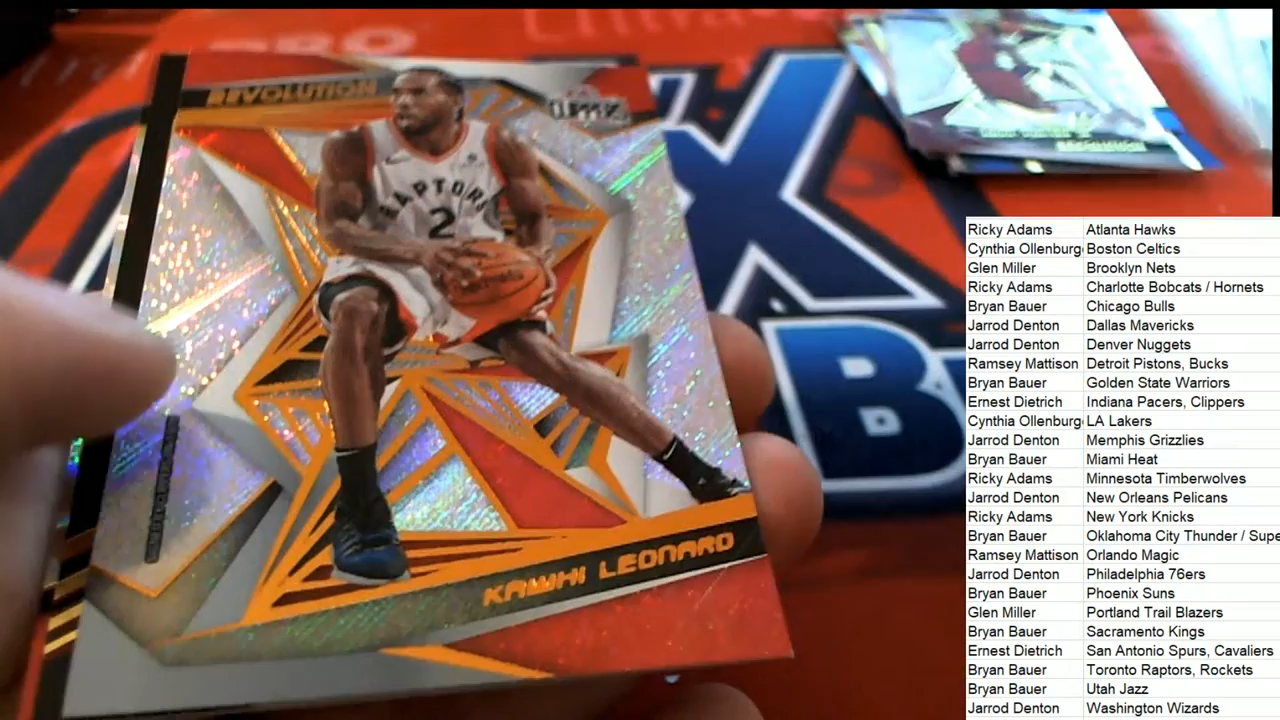 PRO
REVOLUTION
CLIPPERS
RAPTORS
2
KAWHI LEONARD
X
B
REVOLUTION
Ricky Adams Atlanta Hawks
Cynthia Ollenburg Boston Celtics
Glen Miller Brooklyn Nets
Ricky Adams Charlotte Bobcats / Hornets
Bryan Bauer Chicago Bulls
Jarrod Denton Dallas Mavericks
Jarrod Denton Denver Nuggets
Ramsey Mattison Detroit Pistons, Bucks
Bryan Bauer Golden State Warriors
Ernest Dietrich Indiana Pacers, Clippers
Cynthia Ollenburg LA Lakers
Jarrod Denton Memphis Grizzlies
Bryan Bauer Miami Heat
Ricky Adams Minnesota Timberwolves
Jarrod Denton New Orleans Pelicans
Ricky Adams New York Knicks
Bryan Bauer Oklahoma City Thunder / Supe
Ramsey Mattison Orlando Magic
Jarrod Denton Philadelphia 76ers
Bryan Bauer Phoenix Suns
Glen Miller Portland Trail Blazers
Bryan Bauer Sacramento Kings
Ernest Dietrich San Antonio Spurs, Cavaliers
Bryan Bauer Toronto Raptors, Rockets
Bryan Bauer Utah Jazz
Jarrod Denton Washington Wizards